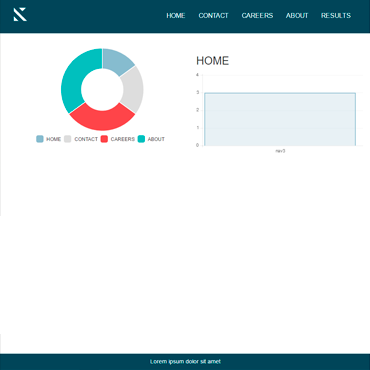 HOME CONTACT CAREERS ABOUT RESULTS
HOME
4
3
2
1
0
nav3
HOME CONTACT CAREERS ABOUT
Lorem ipsum dolor sit amet